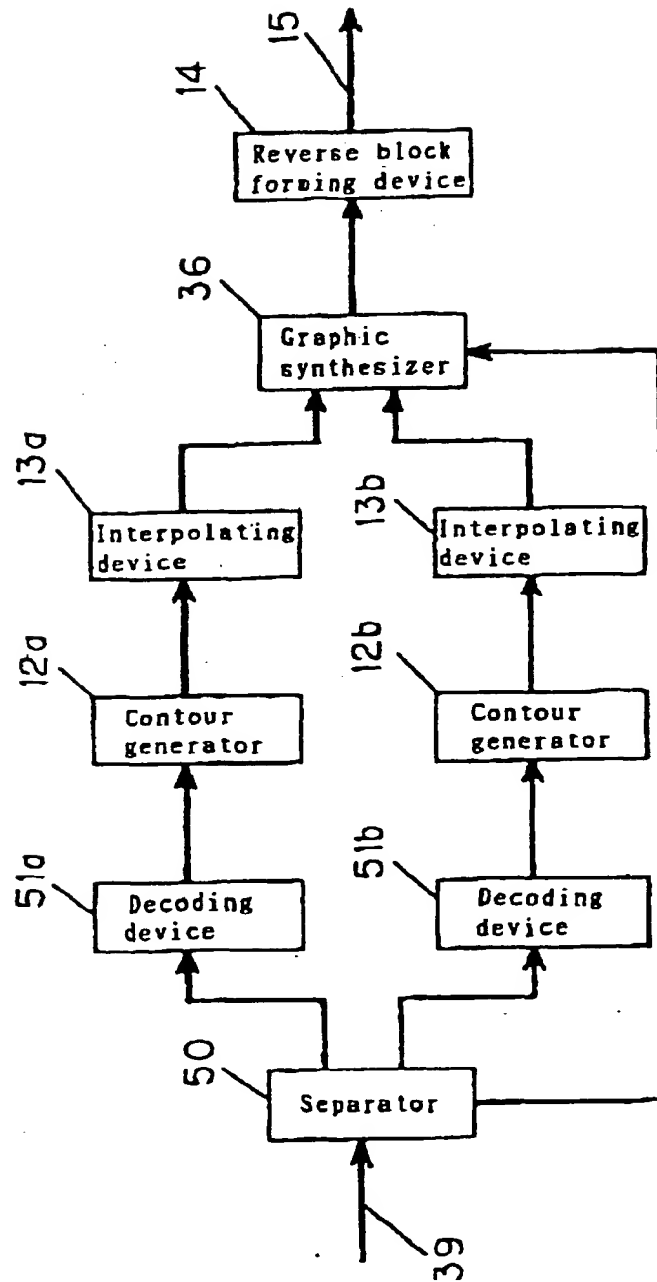 39
50
Separator
51a
Decoding
device
12a
Contour
generator
13a
Interpolating
device
51b
Decoding
device
12b
Contour
generator
13b
Interpolating
device
36
Graphic
synthesizer
14
Reverse block
forming device
15